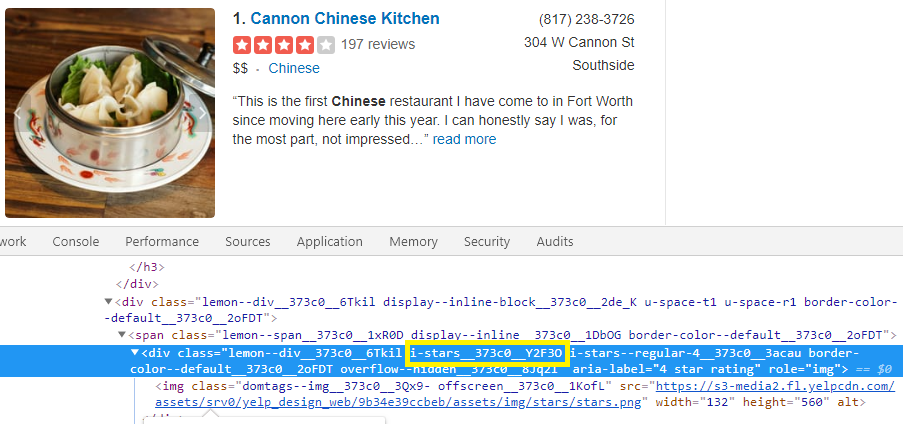 1. Cannon Chinese Kitchen
(817) 238-3726
197 reviews
304 W Cannon St
$$ · Chinese
Southside
“This is the first Chinese restaurant I have come to in Fort Worth
since moving here early this year. I can honestly say I was, for
the most part, not impressed…” read more
work Console Performance Sources Application Memory Security Audits
</h3>
</div>
▼<div class="lemon--div__373c0__6Tkil display--inline-block__373c0__2de_K u-space-t1 u-space-r1 border-color-
-default__373c0__2oFDT">
▼<span class="lemon--span__373c0__1xR0D display--inline__373c0__1DbOG border-color--default__373c0__2oFDT">
▼<div class="lemon--div__373c0__6Tkil i-stars__373c0__Y2F3O i-stars--regular-4__373c0__3acau border-
color--default__373c0__2oFDT overflow--hidden__373c0__8Jq2I" aria-label="4 star rating" role="img"> == $0
<img class="domtags--img__373c0__3Qx9- offscreen__373c0__1KofL" src="https://s3-media2.fl.yelpcdn.com/
assets/srv0/yelp_design_web/9b34e39ccbeb/assets/img/stars/stars.png" width="132" height="560" alt>